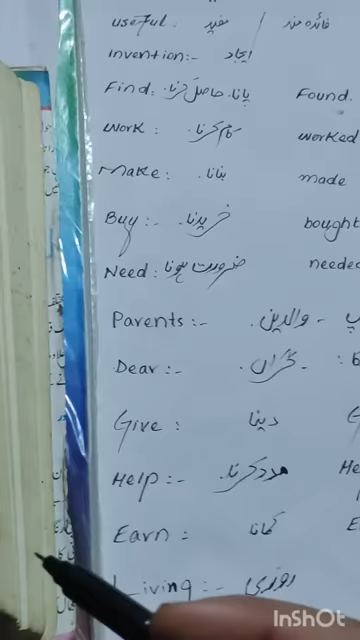 Useful. مفید / فائدہ مند
Invention:- ایجاد
Find: پانا. حاصل کرنا. Found.
Work: کام کرنا. worked
Make: بنانا. made
Buy:- خریدنا. bought
Need: ضرورت ہونا needed
Parents:- والدین.
Dear:- گراں.
Give: دینا
Help:- مدد کرنا. He
Earn: کمانا E
Living:- روزی
InShOt